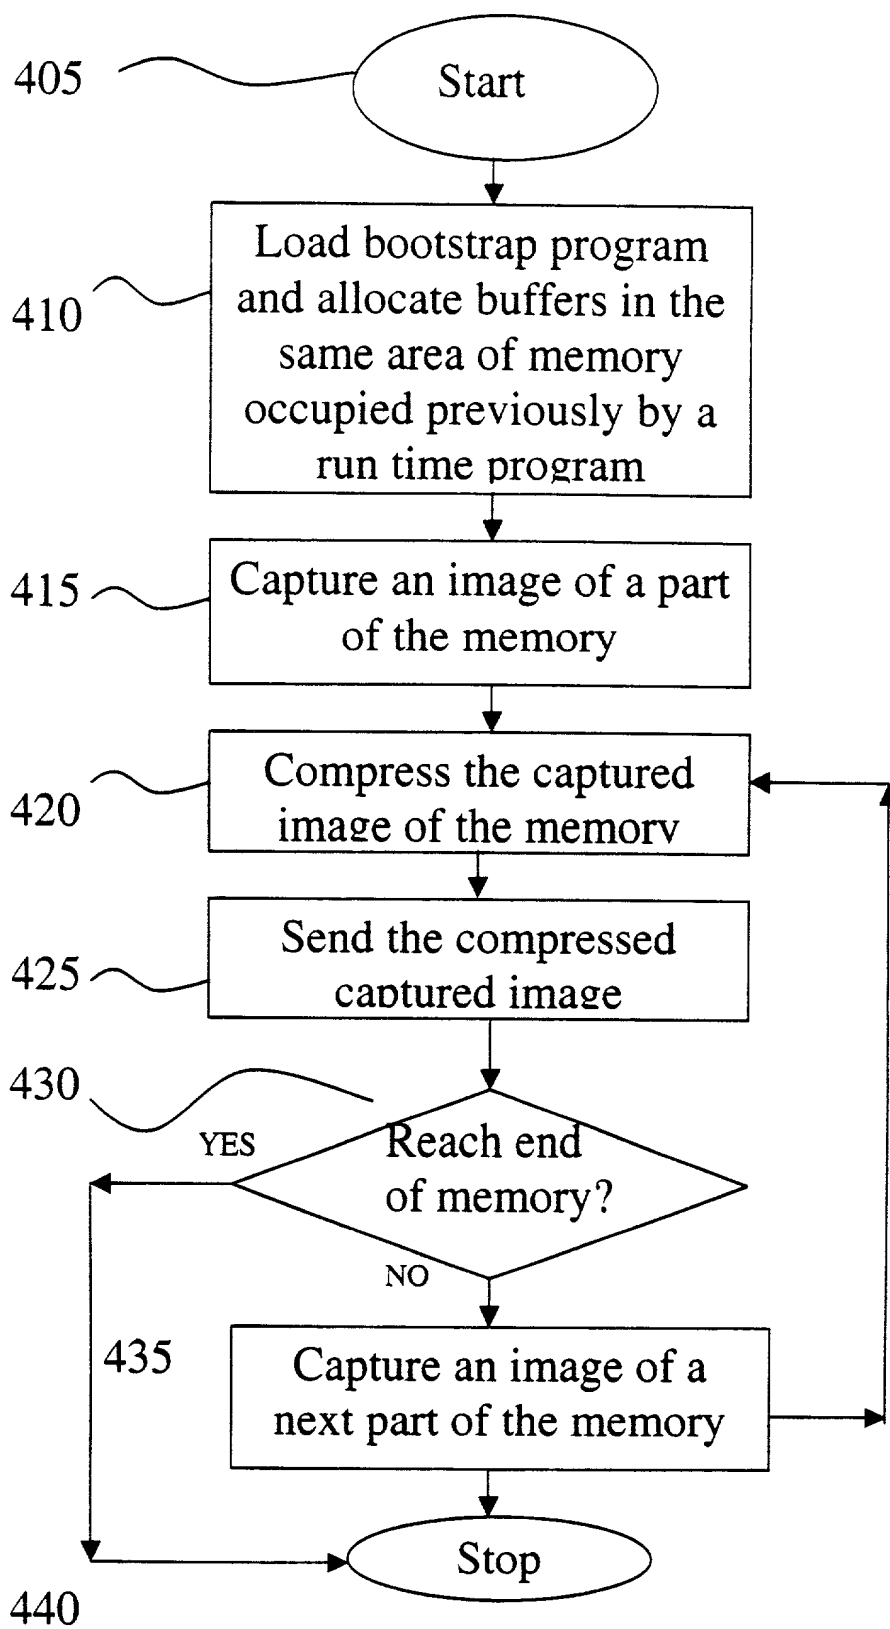 405
Start
410
Load bootstrap program
and allocate buffers in the
same area of memory
occupied previously by a
run time program
415
Capture an image of a part
of the memory
420
Compress the captured
image of the memory
425
Send the compressed
captured image
430
YES
Reach end
of memory?
NO
435
Capture an image of a
next part of the memory
Stop
440